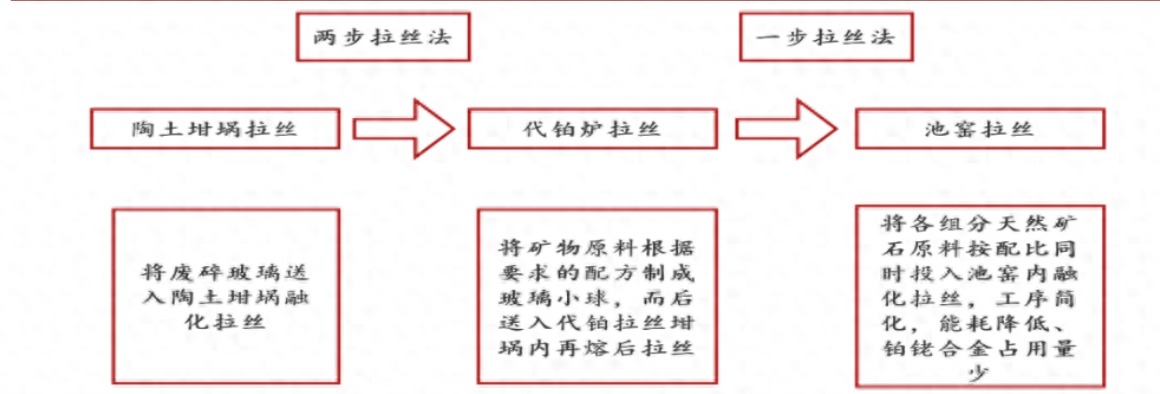 两步拉丝法
一步拉丝法
陶土坩埚拉丝
代铂炉拉丝
池窑拉丝
将废碎玻璃送
入陶土坩埚融
化拉丝
将矿物原料根据
要求的配方制成
玻璃小球，而后
送入代铂拉丝坩
埚内再熔后拉丝
将各组分天然矿
石原料按配比同
时投入池窑内融
化拉丝，工序简
化，能耗降低、
铂铑合金占用量
少